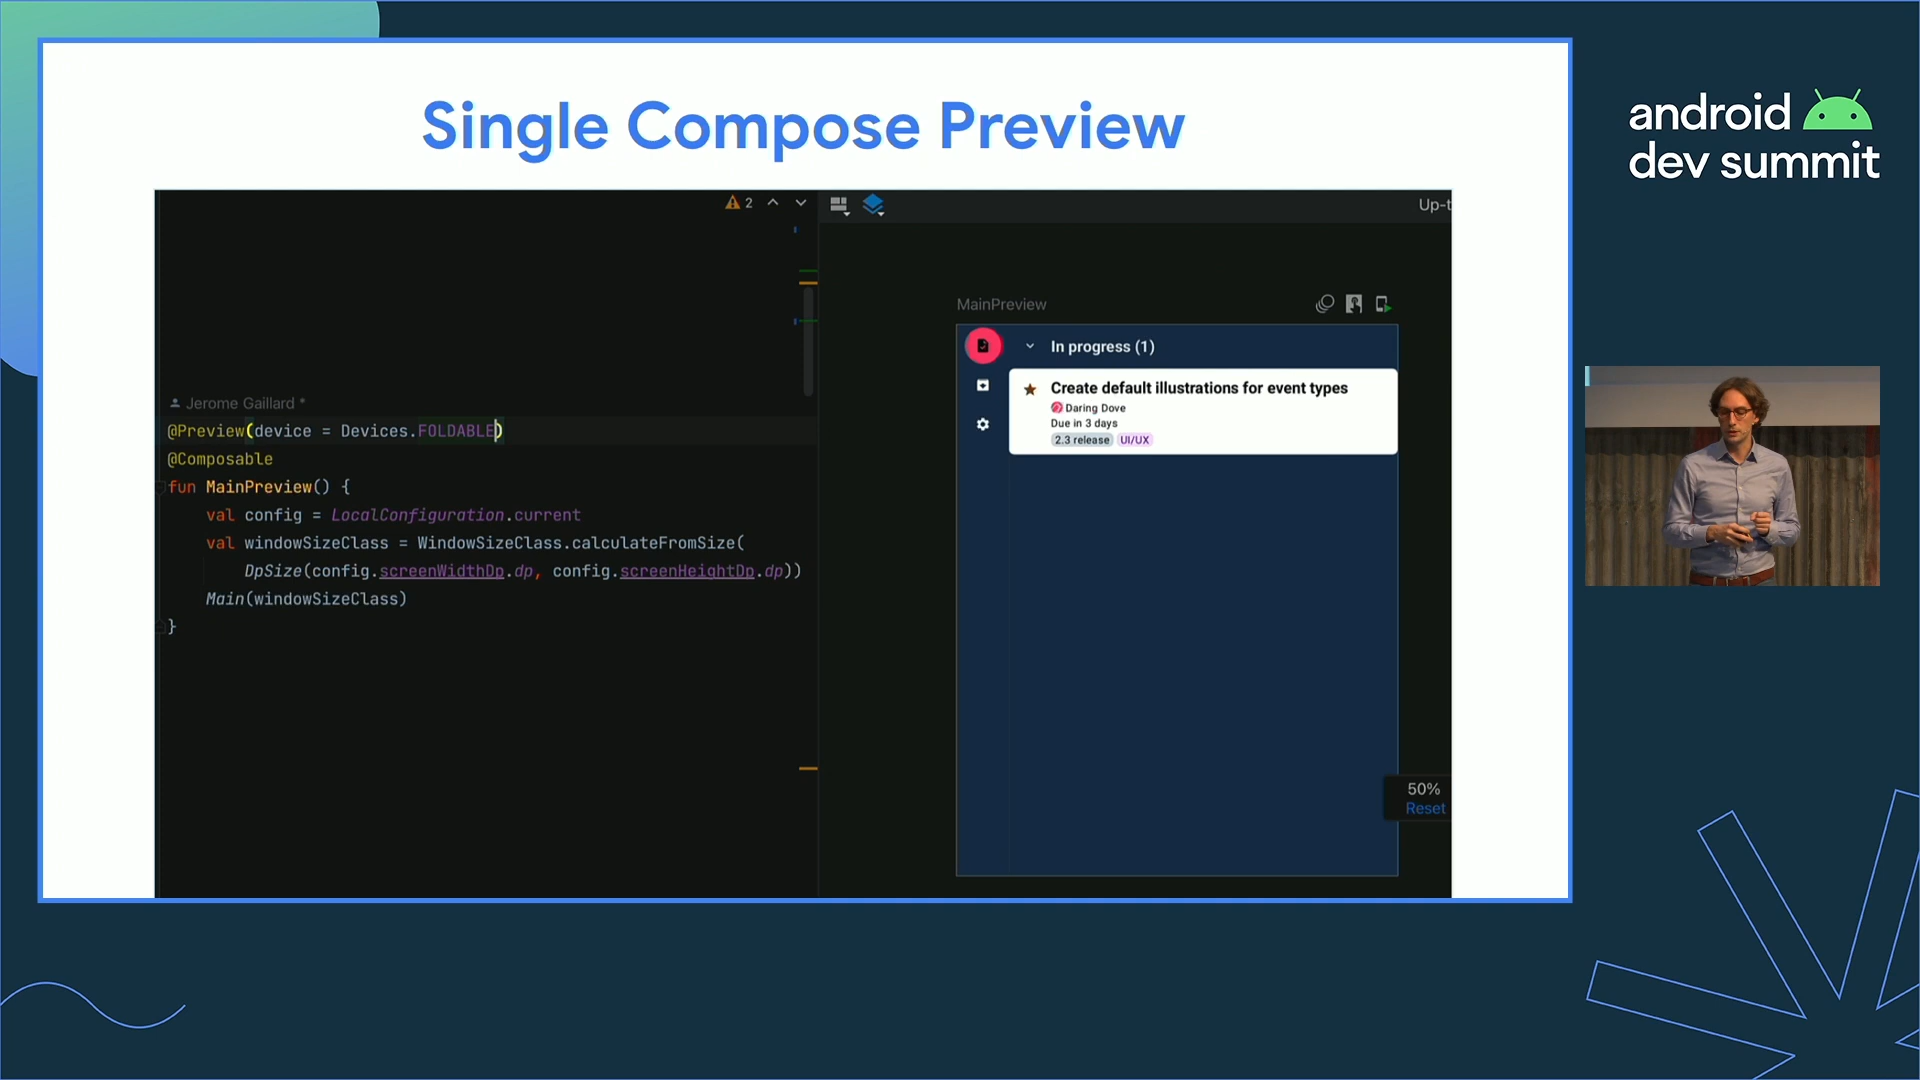 Single Compose Preview
android
dev summit
2
Up-t
MainPreview
In progress (1)
Create default illustrations for event types
Daring Dove
Due in 3 days
2.3 release UI/UX
Jerome Gaillard *
@Preview(device = Devices.FOLDABLE)
@Composable
fun MainPreview() {
val config = LocalConfiguration.current
val windowSizeClass = WindowSizeClass.calculateFromSize(
DpSize(config.screenWidthDp.dp, config.screenHeightDp.dp))
Main(windowSizeClass)
}
50%
Reset